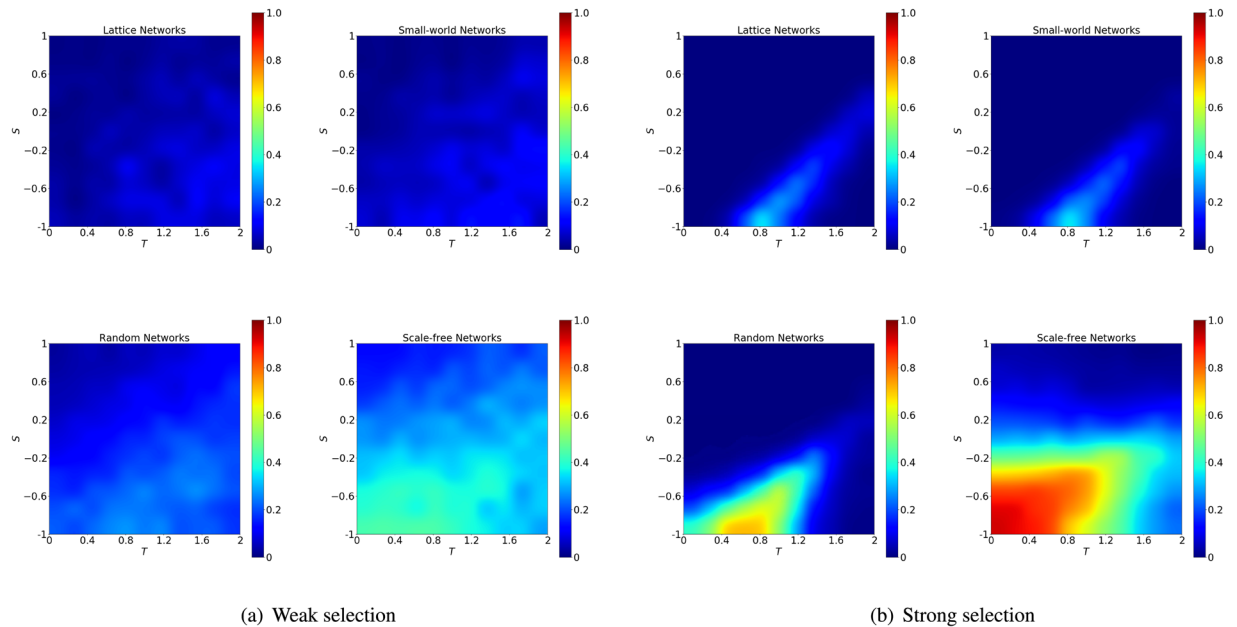 Lattice Networks
1.0
0.8
0.6
0.4
0.2
0
1
0.6
0.2
−0.2
−0.6
-1
S
0 0.4 0.8 1.2 1.6 2
T
Small-world Networks
1.0
0.8
0.6
0.4
0.2
0
1
0.6
0.2
−0.2
−0.6
-1
S
0 0.4 0.8 1.2 1.6 2
T
Lattice Networks
1.0
0.8
0.6
0.4
0.2
0
1
0.6
0.2
−0.2
−0.6
-1
S
0 0.4 0.8 1.2 1.6 2
T
Small-world Networks
1.0
0.8
0.6
0.4
0.2
0
1
0.6
0.2
−0.2
−0.6
-1
S
0 0.4 0.8 1.2 1.6 2
T
Random Networks
1.0
0.8
0.6
0.4
0.2
0
1
0.6
0.2
−0.2
−0.6
-1
S
0 0.4 0.8 1.2 1.6 2
T
Scale-free Networks
1.0
0.8
0.6
0.4
0.2
0
1
0.6
0.2
−0.2
−0.6
-1
S
0 0.4 0.8 1.2 1.6 2
T
Random Networks
1.0
0.8
0.6
0.4
0.2
0
1
0.6
0.2
−0.2
−0.6
-1
S
0 0.4 0.8 1.2 1.6 2
T
Scale-free Networks
1.0
0.8
0.6
0.4
0.2
0
1
0.6
0.2
−0.2
−0.6
-1
S
0 0.4 0.8 1.2 1.6 2
T
(a) Weak selection
(b) Strong selection